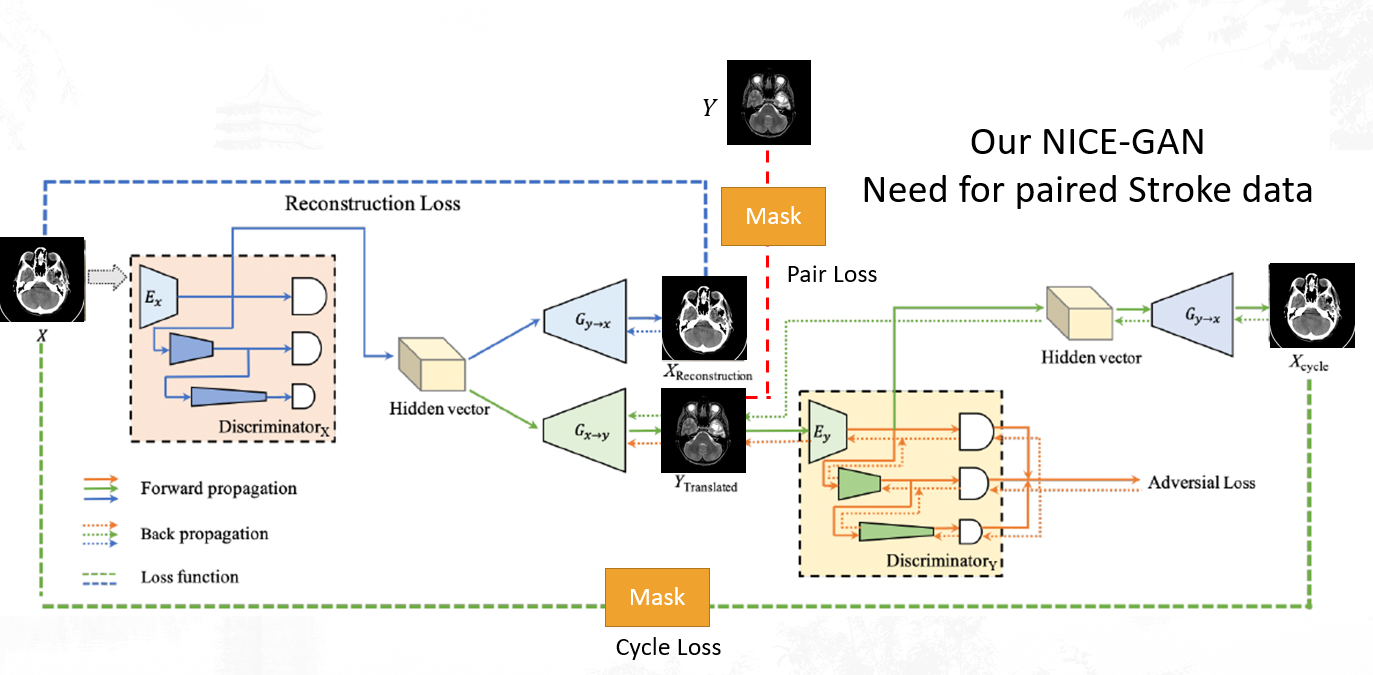 Y
Our NICE-GAN
Need for paired Stroke data
Mask
Reconstruction Loss
Pair Loss
X
Eₓ
G_y→x
X_Reconstruction
Hidden vector
G_y→x
Hidden vector
X_cycle
Discriminator_X
G_x→y
Y_Translated
E_y
Adversial Loss
Discriminator_Y
Forward propagation
Back propagation
Loss function
Mask
Cycle Loss